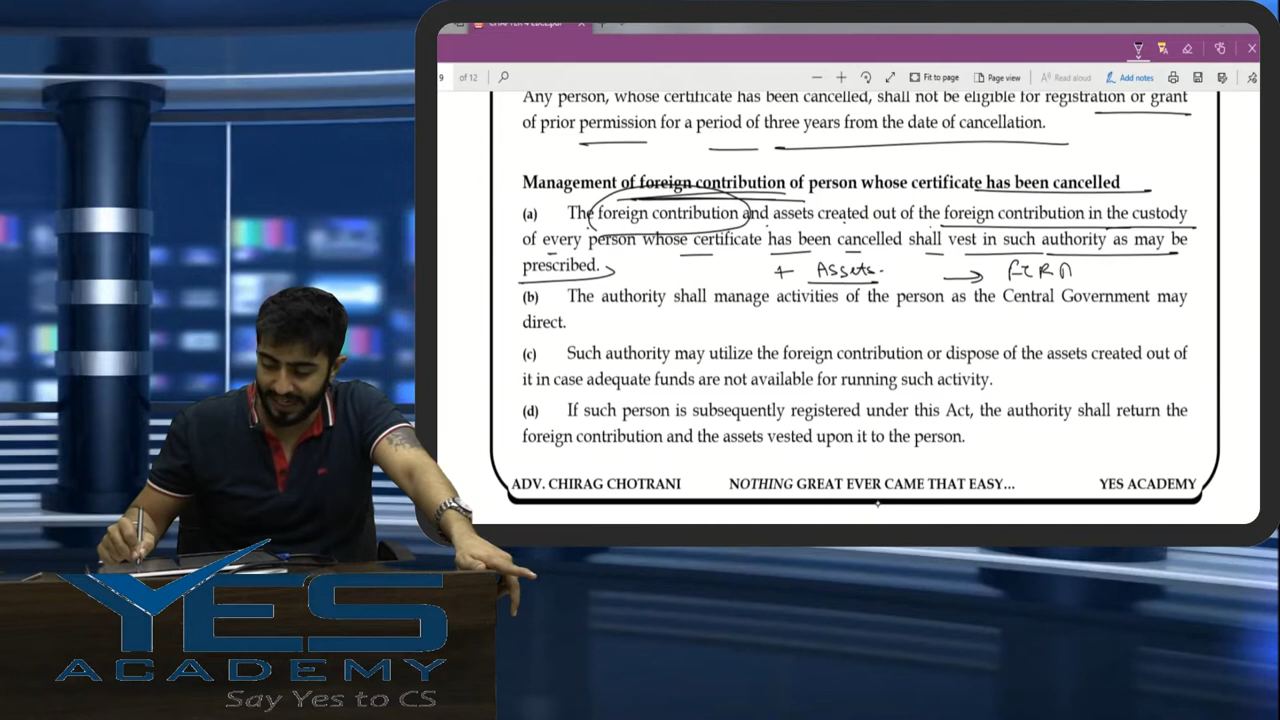 9 of 12
Fit to page
Page view
Read aloud
Add notes
Any person, whose certificate has been cancelled, shall not be eligible for registration or grant
of prior permission for a period of three years from the date of cancellation.
Management of foreign contribution of person whose certificate has been cancelled
(a) The foreign contribution and assets created out of the foreign contribution in the custody
of every person whose certificate has been cancelled shall vest in such authority as may be
prescribed.
+ Assets.
(b) The authority shall manage activities of the person as the Central Government may
direct.
(c) Such authority may utilize the foreign contribution or dispose of the assets created out of
it in case adequate funds are not available for running such activity.
(d) If such person is subsequently registered under this Act, the authority shall return the
foreign contribution and the assets vested upon it to the person.
ADV. CHIRAG CHOTRANI NOTHING GREAT EVER CAME THAT EASY... YES ACADEMY
YES
ACADEMY
Say Yes to CS